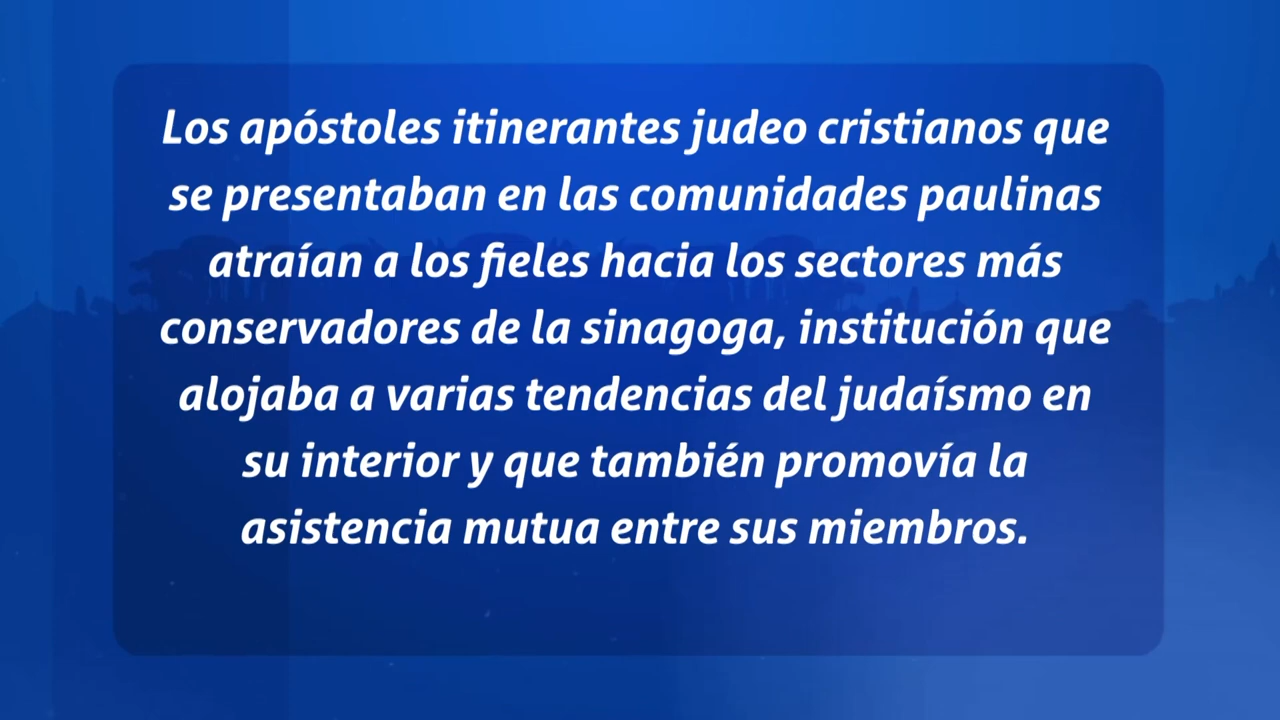 Los apóstoles itinerantes judeo cristianos que
se presentaban en las comunidades paulinas
atraían a los fieles hacia los sectores más
conservadores de la sinagoga, institución que
alojaba a varias tendencias del judaísmo en
su interior y que también promovía la
asistencia mutua entre sus miembros.